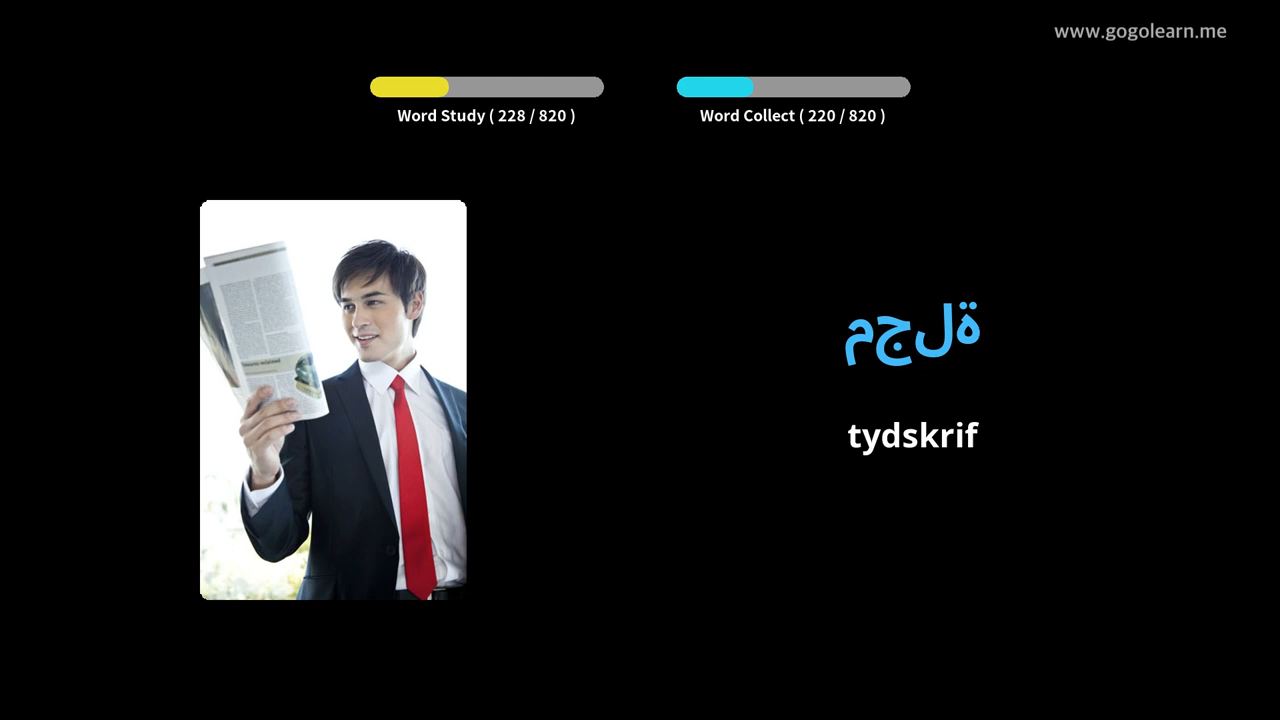 www.gogolearn.me
Word Study ( 228 / 820 )
Word Collect ( 220 / 820 )
مجلة
tydskrif